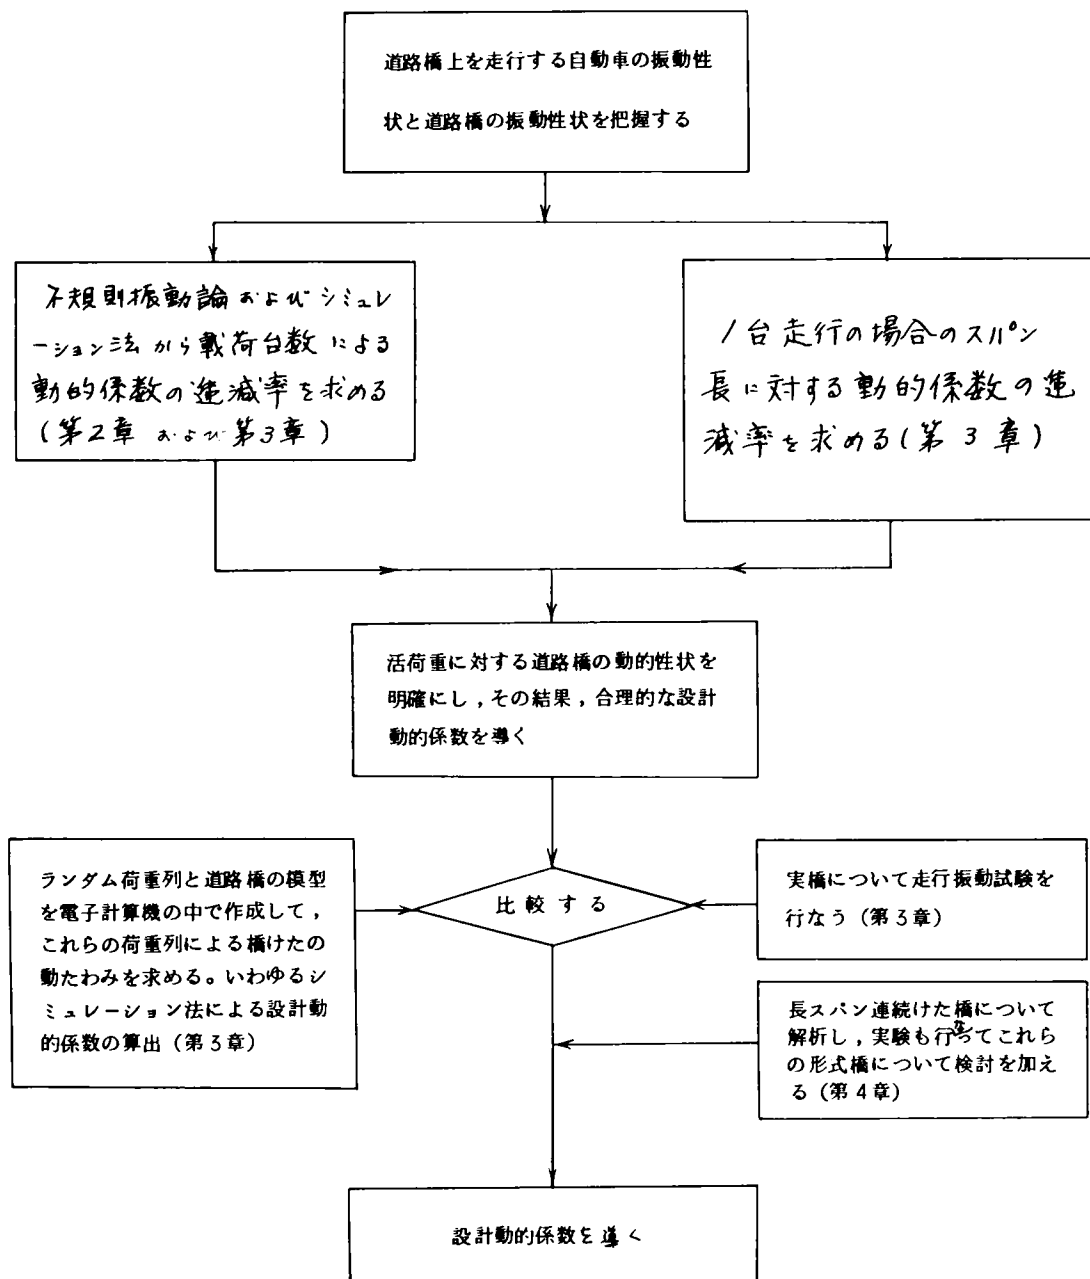 道路橋上を走行する自動車の振動性
状と道路橋の振動性状を把握する
不規則振動論およびシミュレ
ーション法から載荷台数による
動的係数の逓減率を求める
(第2章および第3章)
1台走行の場合のスパン
長に対する動的係数の逓
減率を求める(第3章)
活荷重に対する道路橋の動的性状を
明確にし,その結果,合理的な設計
動的係数を導く
ランダム荷重列と道路橋の模型
を電子計算機の中で作成して,
これらの荷重列による橋けたの
動たわみを求める。いわゆるシ
ミュレーション法による設計動
的係数の算出(第3章)
比較する
実橋について走行振動試験を
行なう(第3章)
長スパン連続けた橋について
解析し,実験も行なってこれら
の形式橋について検討を加え
る(第4章)
設計動的係数を導く